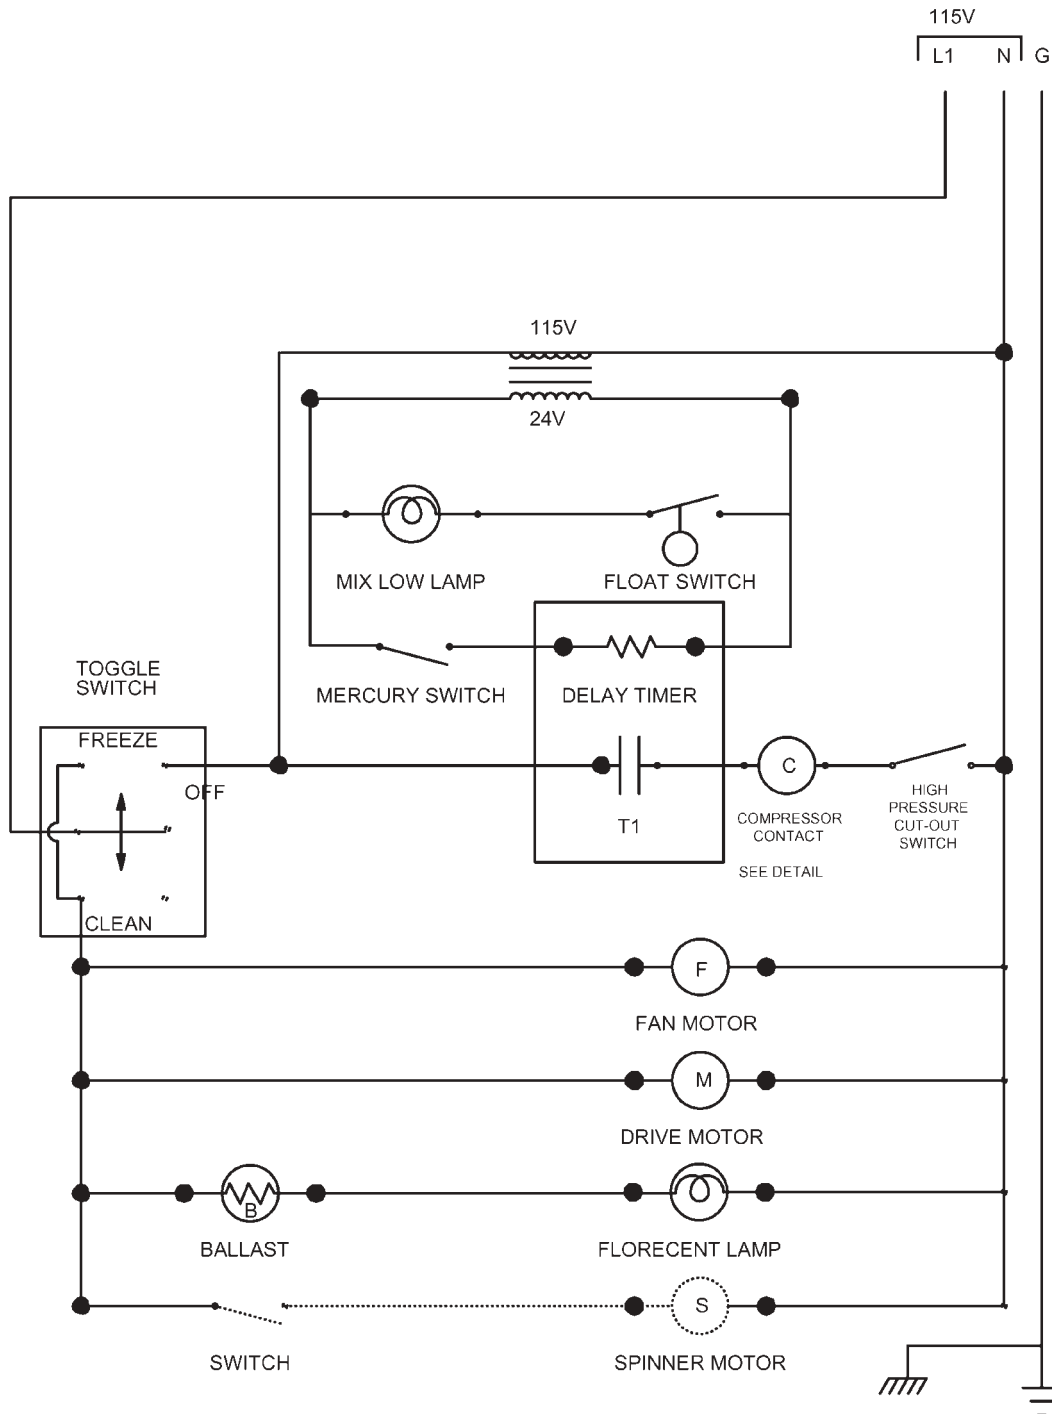 115V
L1 N G
115V
24V
MIX LOW LAMP
FLOAT SWITCH
TOGGLE
SWITCH
MERCURY SWITCH
DELAY TIMER
FREEZE
OFF
C
T1
COMPRESSOR
CONTACT
SEE DETAIL
HIGH
PRESSURE
CUT-OUT
SWITCH
CLEAN
F
FAN MOTOR
M
DRIVE MOTOR
B
BALLAST
FLORECENT LAMP
S
SWITCH
SPINNER MOTOR